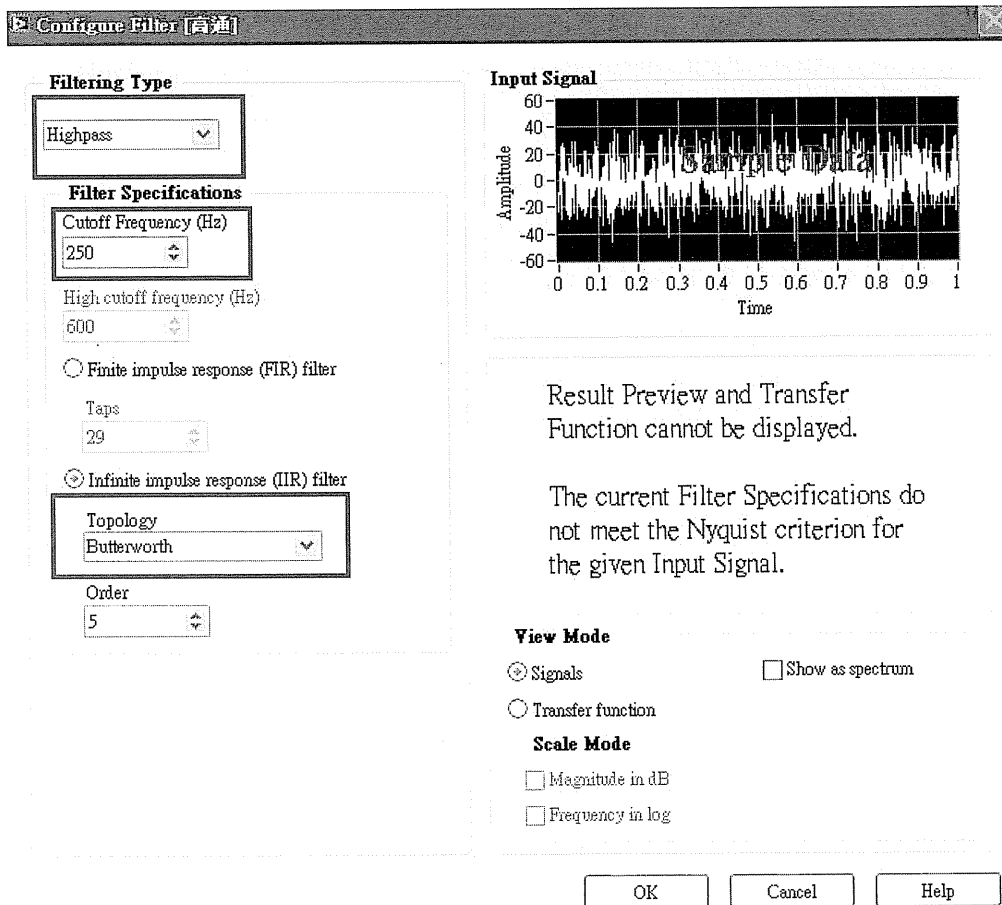 Configure Filter [高通]
Filtering Type
Highpass
Filter Specifications
Cutoff Frequency (Hz)
250
High cutoff frequency (Hz)
600
Finite impulse response (FIR) filter
Taps
29
Infinite impulse response (IIR) filter
Topology
Butterworth
Order
5
Input Signal
Amplitude
60
40
20
0
-20
-40
-60
Sample Data
0 0.1 0.2 0.3 0.4 0.5 0.6 0.7 0.8 0.9 1
Time
Result Preview and Transfer
Function cannot be displayed.
The current Filter Specifications do
not meet the Nyquist criterion for
the given Input Signal.
View Mode
Signals
Show as spectrum
Transfer function
Scale Mode
Magnitude in dB
Frequency in log
OK
Cancel
Help